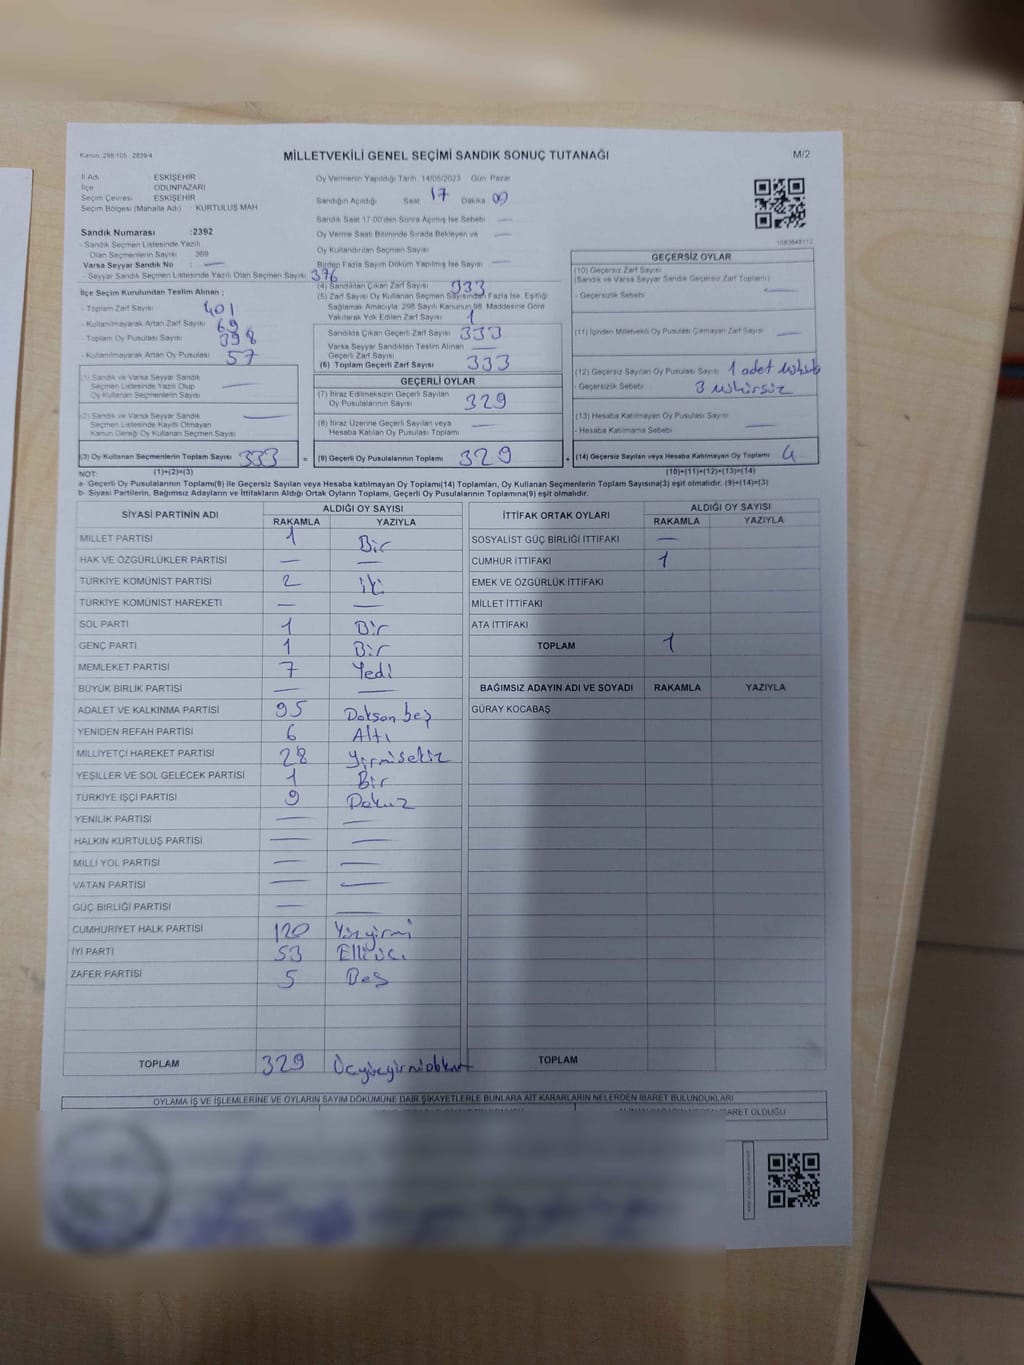 Kanun: 298/105 - 2839/4
MİLLETVEKİLİ GENEL SEÇİMİ SANDIK SONUÇ TUTANAĞI
M/2
İl Adı ESKİŞEHİR
İlçe ODUNPAZARI
Seçim Çevresi ESKİŞEHİR
Seçim Bölgesi (Mahalle Adı) : KURTULUŞ MAH.
Sandık Numarası :2392
- Sandık Seçmen Listesinde Yazılı
Olan Seçmenlerin Sayısı : 369
Varsa Seyyar Sandık No : —
- Seyyar Sandık Seçmen Listesinde Yazılı Olan Seçmen Sayısı : 376
İlçe Seçim Kurulundan Teslim Alınan :
- Toplam Zarf Sayısı 401
- Kullanılmayarak Artan Zarf Sayısı 69
- Toplam Oy Pusulası Sayısı 398
- Kullanılmayarak Artan Oy Pusulası 57
(1) Sandık ve Varsa Seyyar Sandık
Seçmen Listesinde Yazılı Olup
Oy Kullanan Seçmenlerin Sayısı —
(2) Sandık ve Varsa Seyyar Sandık
Seçmen Listesinde Kaydı Olmayan
Kanun Gereği Oy Kullanan Seçmen Sayısı —
(3) Oy Kullanan Seçmenlerin Toplam Sayısı 333
(1)+(2)=(3)
Oy Vermenin Yapıldığı Tarih 14/05/2023 Gün Pazar
Sandığın Açıldığı Saat 17 Dakika 00
Sandık Saat 17:00'den Sonra Açılmış İse Sebebi —
Oy Verme Saati Bitiminde Sırada Bekleyen ve —
Oy Kullandırılan Seçmen Sayısı
Birden Fazla Sayım Döküm Yapılmış İse Sayısı —
(4) Sandıktan Çıkan Zarf Sayısı 333
(5) Zarf Sayısı Oy Kullanan Seçmen Sayısından Fazla İse, Eşitliği
Sağlamak Amacıyla, 298 Sayılı Kanunun 98. Maddesine Göre
Yakılarak Yok Edilen Zarf Sayısı 1
Sandıkta Çıkan Geçerli Zarf Sayısı 333
Varsa Seyyar Sandıktan Teslim Alınan —
Geçerli Zarf Sayısı
(6) Toplam Geçerli Zarf Sayısı 333
GEÇERLİ OYLAR
(7) İtiraz Edilmeksizin Geçerli Sayılan
Oy Pusulalarının Sayısı 329
(8) İtiraz Üzerine Geçerli Sayılan veya
Hesaba Katılan Oy Pusulası Toplamı —
= (9) Geçerli Oy Pusulalarının Toplamı 329 +
GEÇERSİZ OYLAR
(10) Geçersiz Zarf Sayısı
(Sandık ve Varsa Seyyar Sandık Geçersiz Zarf Toplamı) —
- Geçersizlik Sebebi —
(11) İçinden Milletvekili Oy Pusulası Çıkmayan Zarf Sayısı —
(12) Geçersiz Sayılan Oy Pusulası Sayısı 1 adet
- Geçersizlik Sebebi 3 mühürsüz
(13) Hesaba Katılmayan Oy Pusulası Sayısı
- Hesaba Katılmama Sebebi —
(14) Geçersiz Sayılan veya Hesaba Katılmayan Oy Toplamı 4
(10)+(11)+(12)+(13)=(14)
NOT:
a- Geçerli Oy Pusulalarının Toplamı(9) ile Geçersiz Sayılan veya Hesaba katılmayan Oy Toplamı(14) Toplamları, Oy Kullanan Seçmenlerin Toplam Sayısına(3) eşit olmalıdır. (9)+(14)=(3)
b- Siyasi Partilerin, Bağımsız Adayların ve İttifakların Aldığı Ortak Oyların Toplamı, Geçerli Oy Pusulalarının Toplamına(9) eşit olmalıdır.
SİYASİ PARTİNİN ADI ALDIĞI OY SAYISI
RAKAMLA YAZIYLA
MİLLET PARTİSİ 1 Bir
HAK VE ÖZGÜRLÜKLER PARTİSİ — —
TÜRKİYE KOMÜNİST PARTİSİ 2 iki
TÜRKİYE KOMÜNİST HAREKETİ — —
SOL PARTİ 1 Bir
GENÇ PARTİ 1 Bir
MEMLEKET PARTİSİ 7 Yedi
BÜYÜK BİRLİK PARTİSİ — —
ADALET VE KALKINMA PARTİSİ 95 Doksan beş
YENİDEN REFAH PARTİSİ 6 Altı
MİLLİYETÇİ HAREKET PARTİSİ 28 Yirmisekiz
YEŞİLLER VE SOL GELECEK PARTİSİ 1 Bir
TÜRKİYE İŞÇİ PARTİSİ 9 Dokuz
YENİLİK PARTİSİ — —
HALKIN KURTULUŞ PARTİSİ — —
MİLLİ YOL PARTİSİ — —
VATAN PARTİSİ — —
GÜÇ BİRLİĞİ PARTİSİ — —
CUMHURİYET HALK PARTİSİ 120 Yüzyirmi
İYİ PARTİ 53 Elliüç
ZAFER PARTİSİ 5 Beş
TOPLAM 329 Üçyüzyirmidokuz
İTTİFAK ORTAK OYLARI ALDIĞI OY SAYISI
RAKAMLA YAZIYLA
SOSYALİST GÜÇ BİRLİĞİ İTTİFAKI —
CUMHUR İTTİFAKI 1
EMEK VE ÖZGÜRLÜK İTTİFAKI
MİLLET İTTİFAKI
ATA İTTİFAKI
TOPLAM 1
BAĞIMSIZ ADAYIN ADI VE SOYADI RAKAMLA YAZIYLA
GÜRAY KOCABAŞ
TOPLAM
OYLAMA İŞ VE İŞLEMLERİNE VE OYLARIN SAYIM DÖKÜMÜNE DAİR ŞİKAYETLERLE BUNLARA AİT KARARLARIN NELERDEN İBARET BULUNDUKLARI
İBARET OLDUĞU